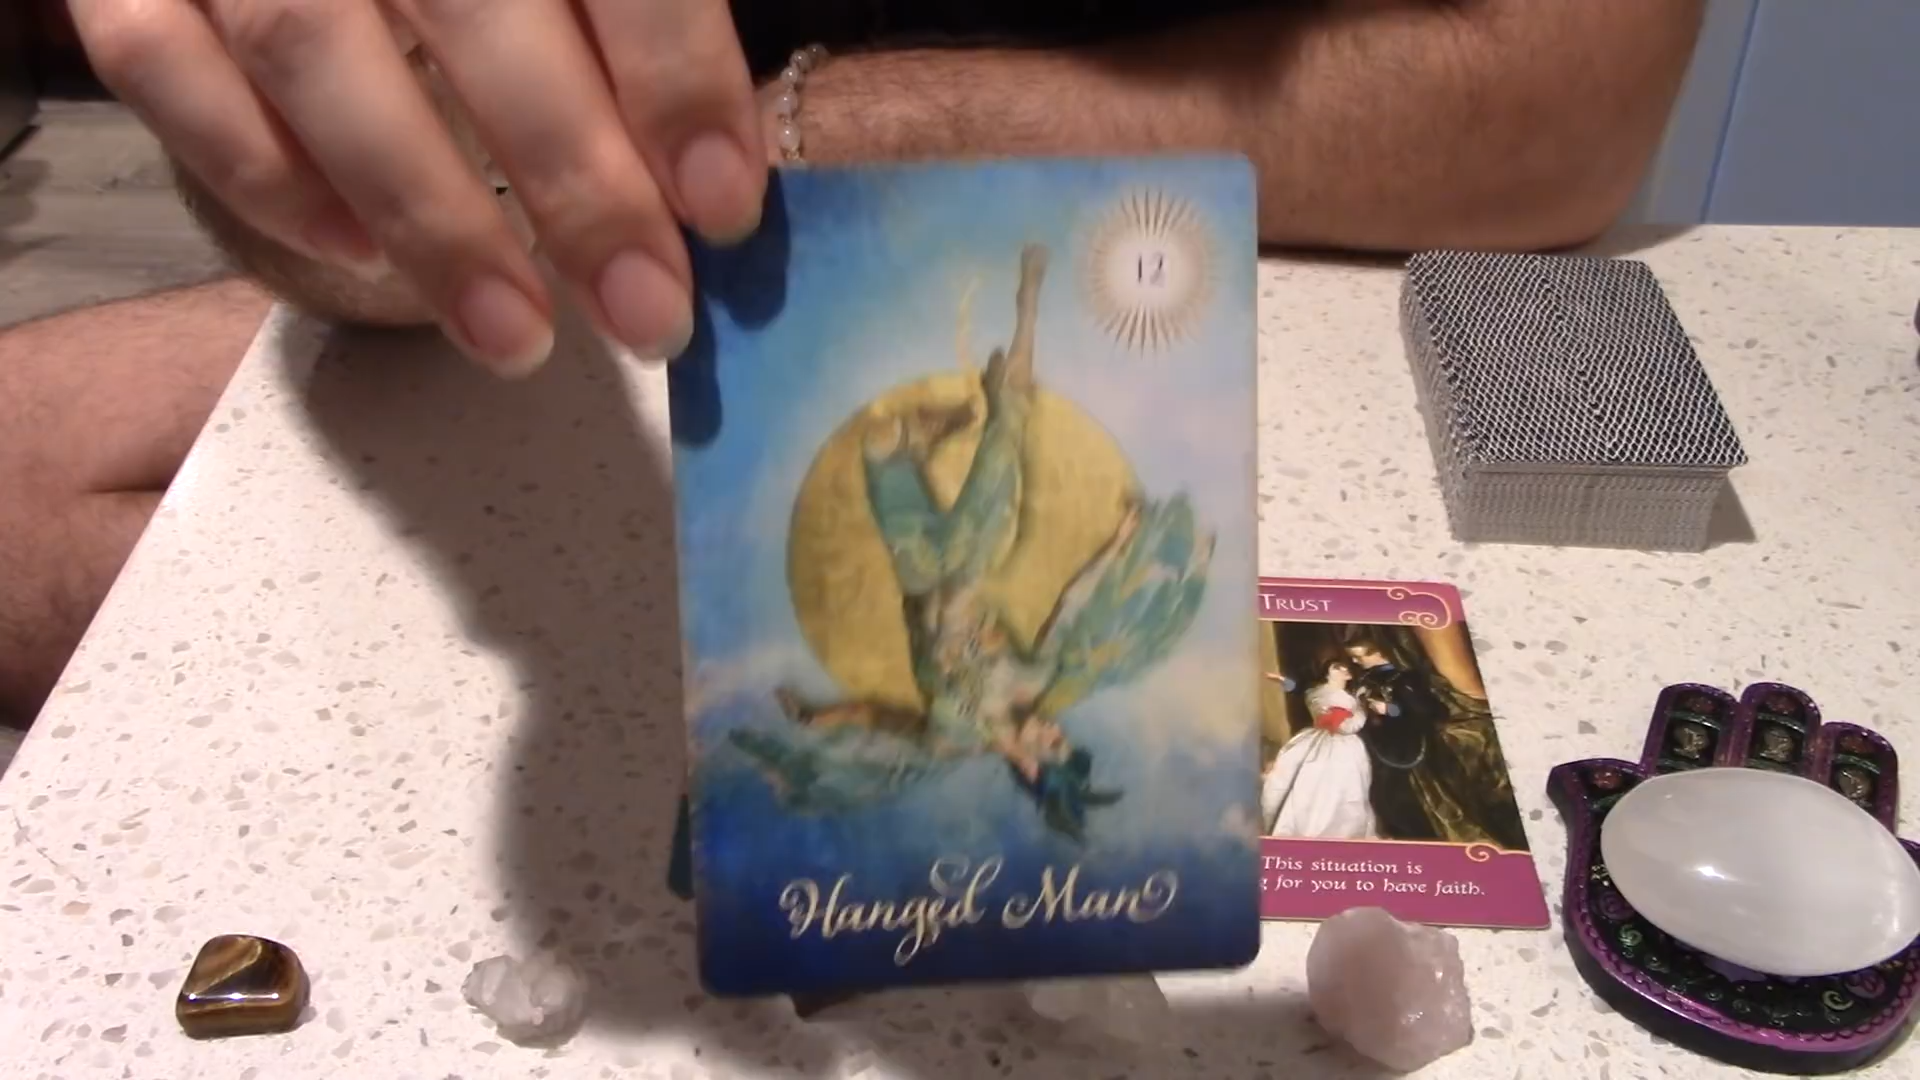 12
Hanged Man
TRUST
This situation is
for you to have faith.